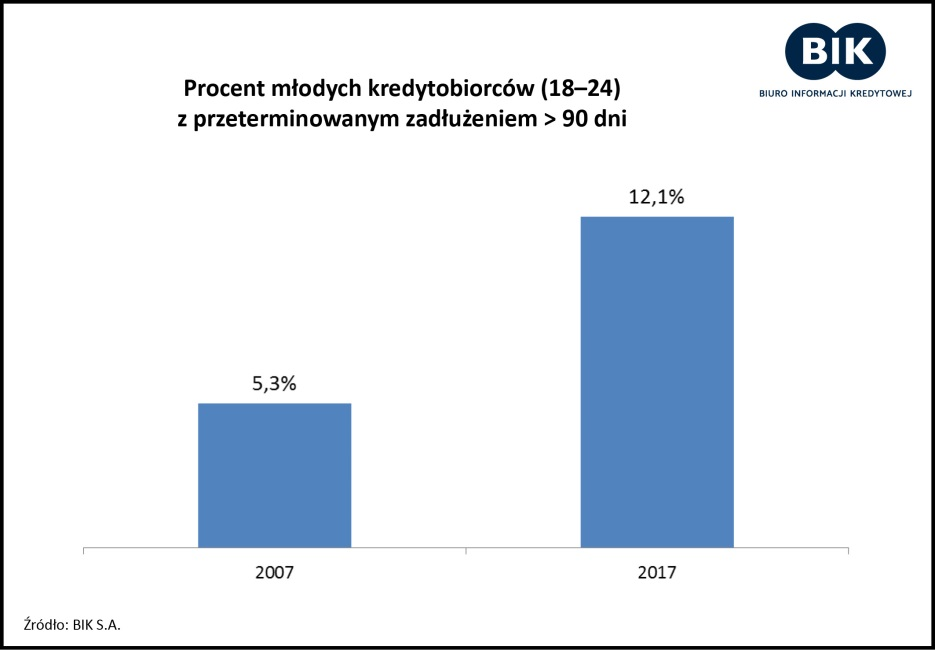 BIK
BIURO INFORMACJI KREDYTOWEJ
Procent młodych kredytobiorców (18–24)
z przeterminowanym zadłużeniem > 90 dni
12,1%
5,3%
2007
2017
Źródło: BIK S.A.